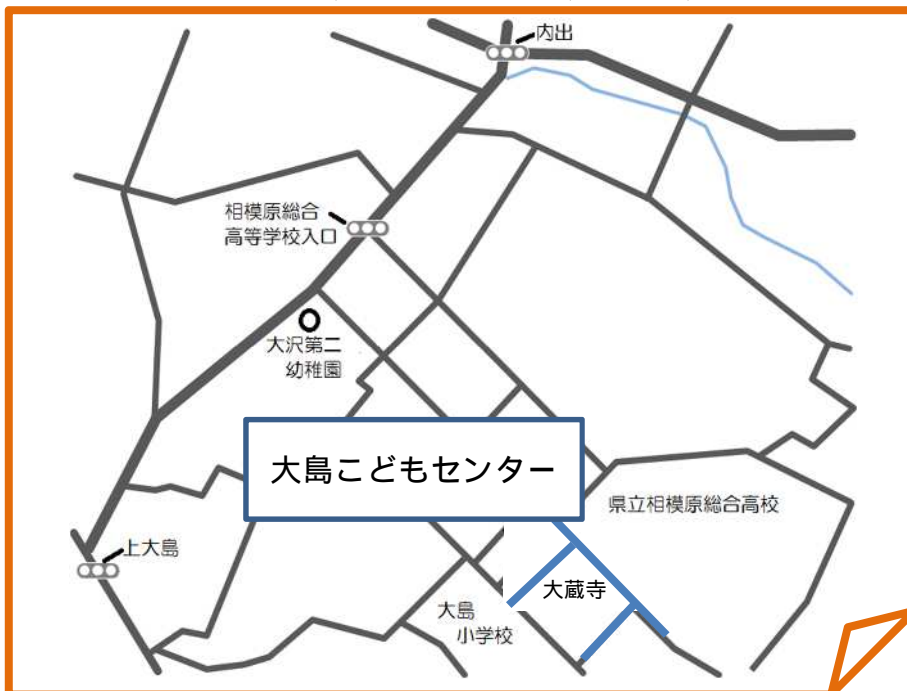 内出
相模原総合
高等学校入口
大沢第二
幼稚園
大島こどもセンター
県立相模原総合高校
上大島
大蔵寺
大島
小学校